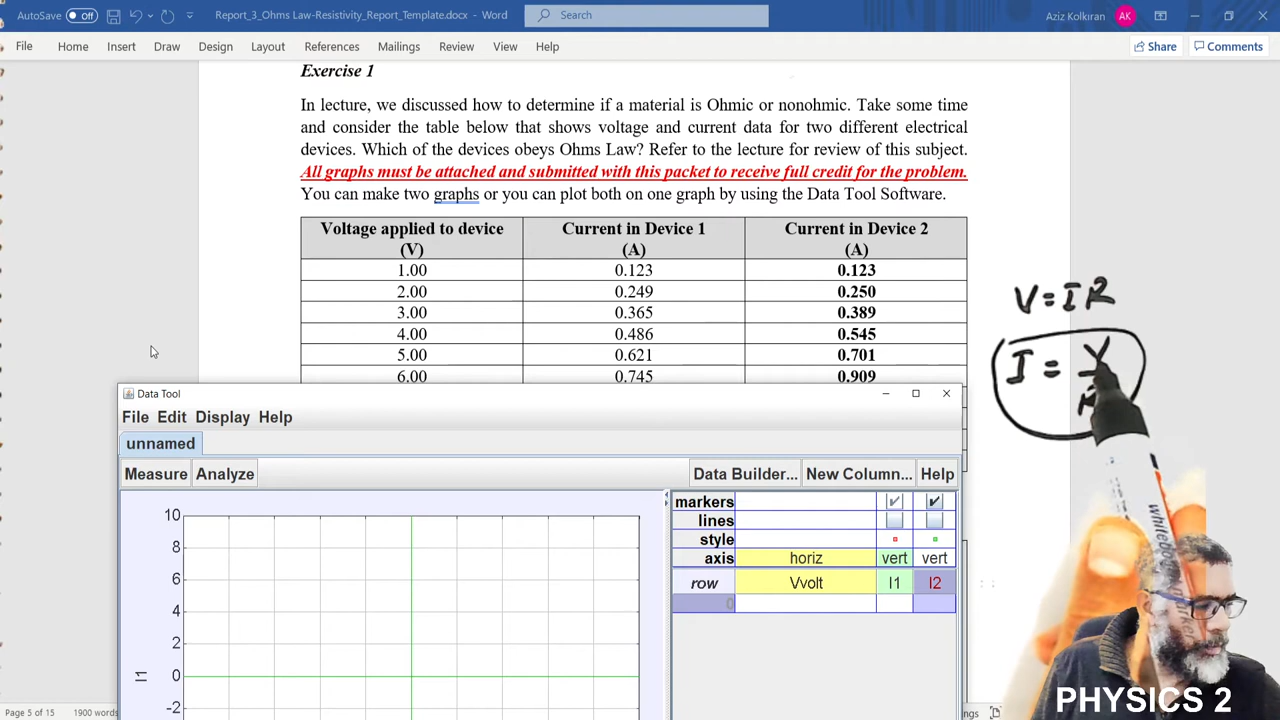 AutoSave Off Report_3_Ohms Law-Resistivity_Report_Template.docx - Word Search Aziz Kolkıran AK
File Home Insert Draw Design Layout References Mailings Review View Help Share Comments
Exercise 1
In lecture, we discussed how to determine if a material is Ohmic or nonohmic. Take some time
and consider the table below that shows voltage and current data for two different electrical
devices. Which of the devices obeys Ohms Law? Refer to the lecture for review of this subject.
All graphs must be attached and submitted with this packet to receive full credit for the problem.
You can make two graphs or you can plot both on one graph by using the Data Tool Software.
Voltage applied to device (V) Current in Device 1 (A) Current in Device 2 (A)
1.00 0.123 0.123
2.00 0.249 0.250
3.00 0.365 0.389
4.00 0.486 0.545
5.00 0.621 0.701
6.00 0.745 0.909
V = IR
I = V
Data Tool
File Edit Display Help
unnamed
Measure Analyze Data Builder... New Column... Help
markers
lines
style
axis horiz vert vert
row Vvolt I1 I2
0
10
8
6
4
2
0
-2
I1
Page 5 of 15 1900 words
PHYSICS 2